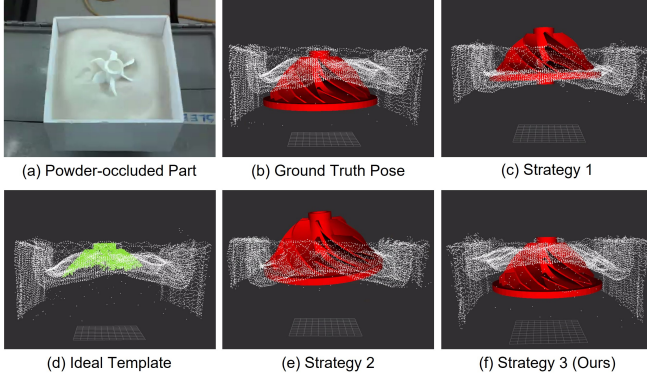 (a) Powder-occluded Part
(b) Ground Truth Pose
(c) Strategy 1
(d) Ideal Template
(e) Strategy 2
(f) Strategy 3 (Ours)